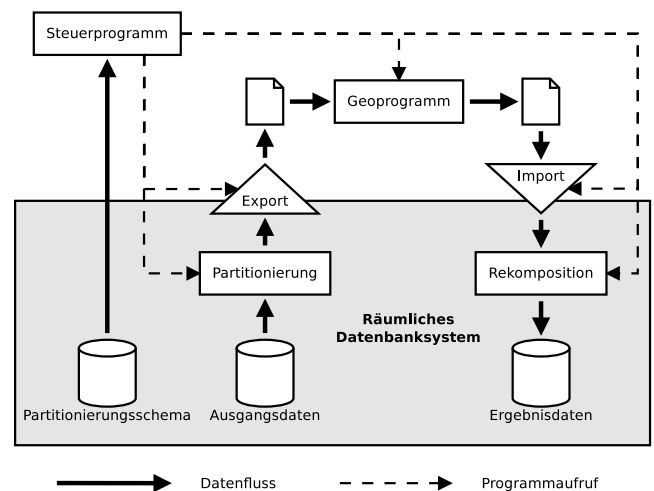 Steuerprogramm
Geoprogramm
Import
Export
Partitionierung
Rekomposition
Räumliches
Datenbanksystem
Partitionierungsschema
Ausgangsdaten
Ergebnisdaten
Datenfluss
Programmaufruf